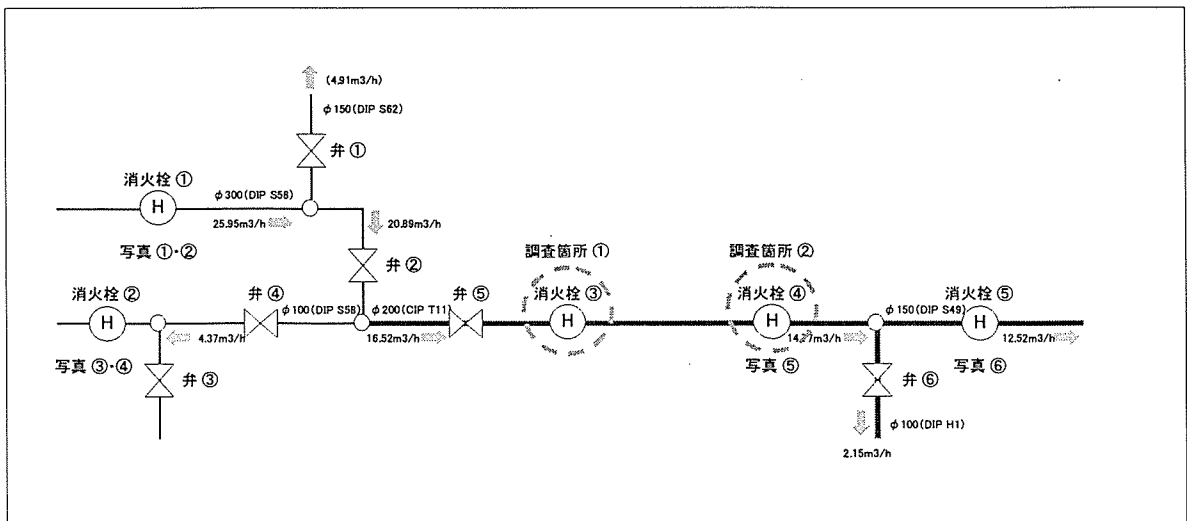 (4.91m3/h)
φ150(DIP S62)
弁①
消火栓①
H
φ300(DIP S58)
25.95m3/h
20.89m3/h
写真①・②
弁②
調査箇所①
調査箇所②
消火栓②
弁④
φ100(DIP S58)
φ200(CIP T11)
弁⑤
消火栓③
消火栓④
φ150(DIP S49)
消火栓⑤
H
H
H
H
4.37m3/h
16.52m3/h
12.52m3/h
写真③・④
弁③
写真⑤
弁⑥
写真⑥
φ100(DIP H1)
2.15m3/h